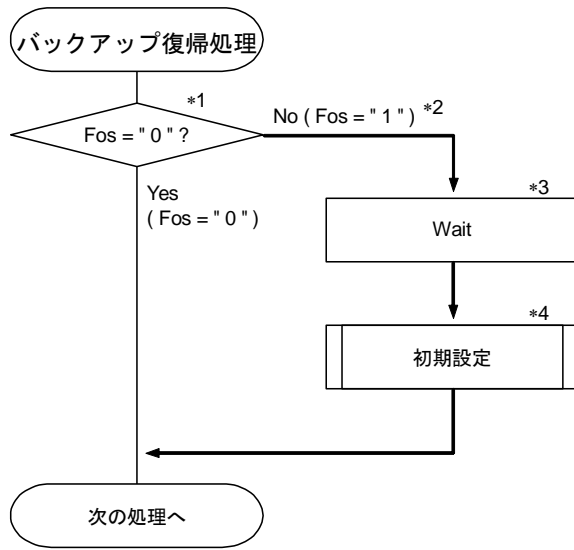 バックアップ復帰処理
*1
Fos = " 0 " ?
No ( Fos = " 1 " ) *2
Yes
( Fos = " 0 " )
*3
Wait
*4
初期設定
次の処理へ